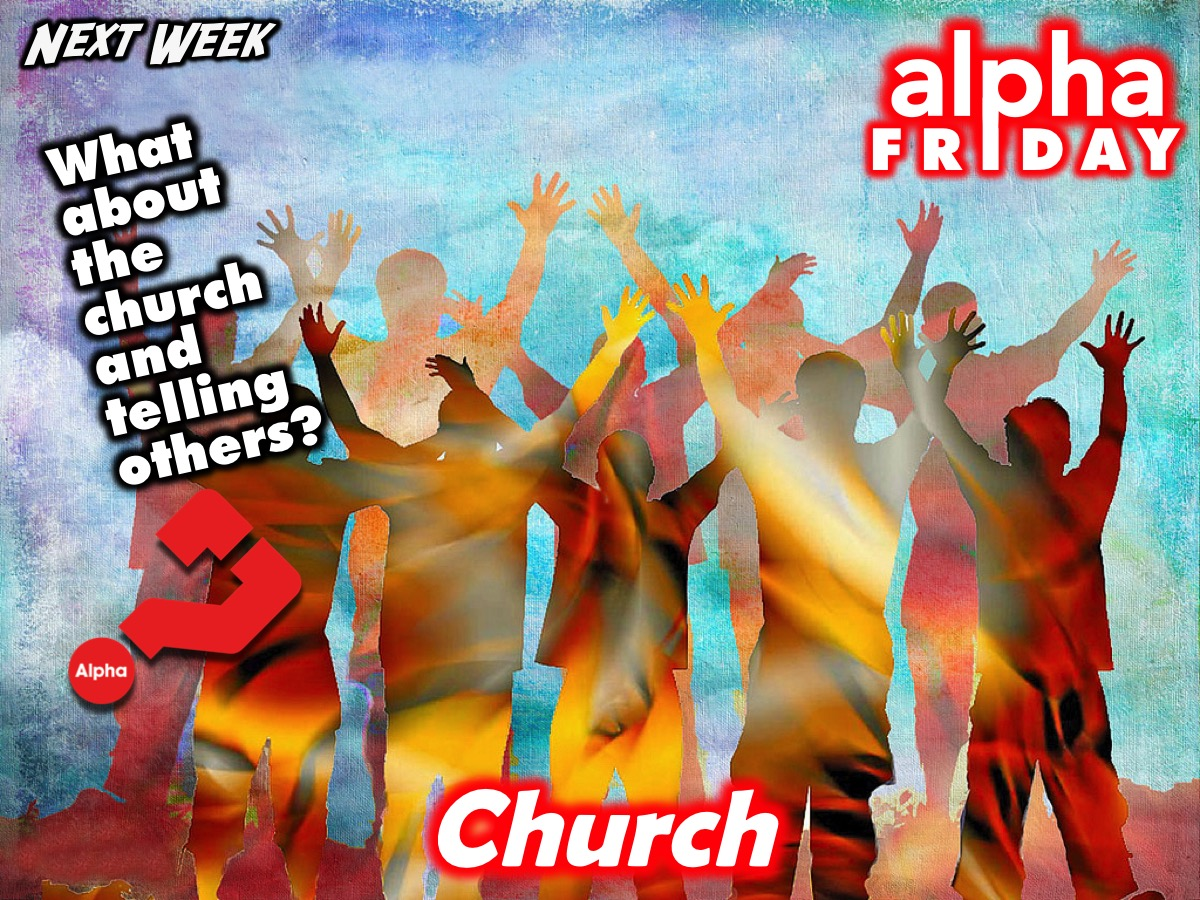 Next Week
alpha
FRIDAY
What
about
the
church
and
telling
others?
Alpha
Church